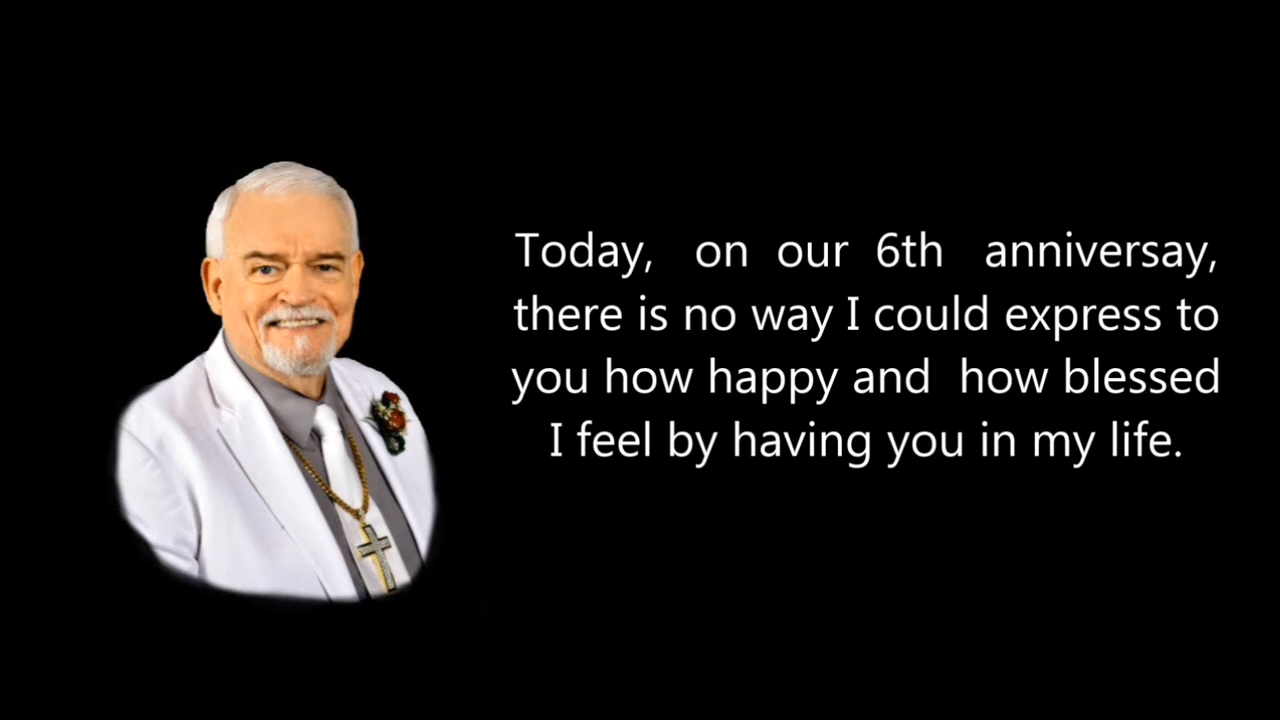 Today, on our 6th anniversay,
there is no way I could express to
you how happy and how blessed
I feel by having you in my life.